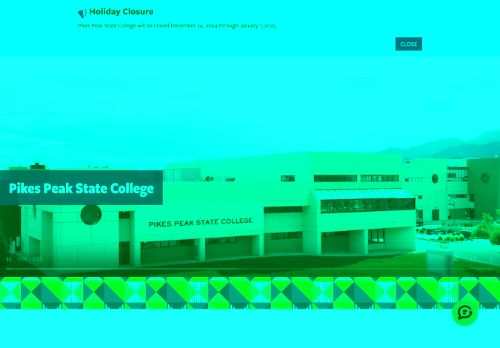 Holiday Closure
Pikes Peak State College will be closed December 24, 2024 through January 1, 2025.
CLOSE
Pikes Peak State College
PIKES PEAK STATE COLLEGE